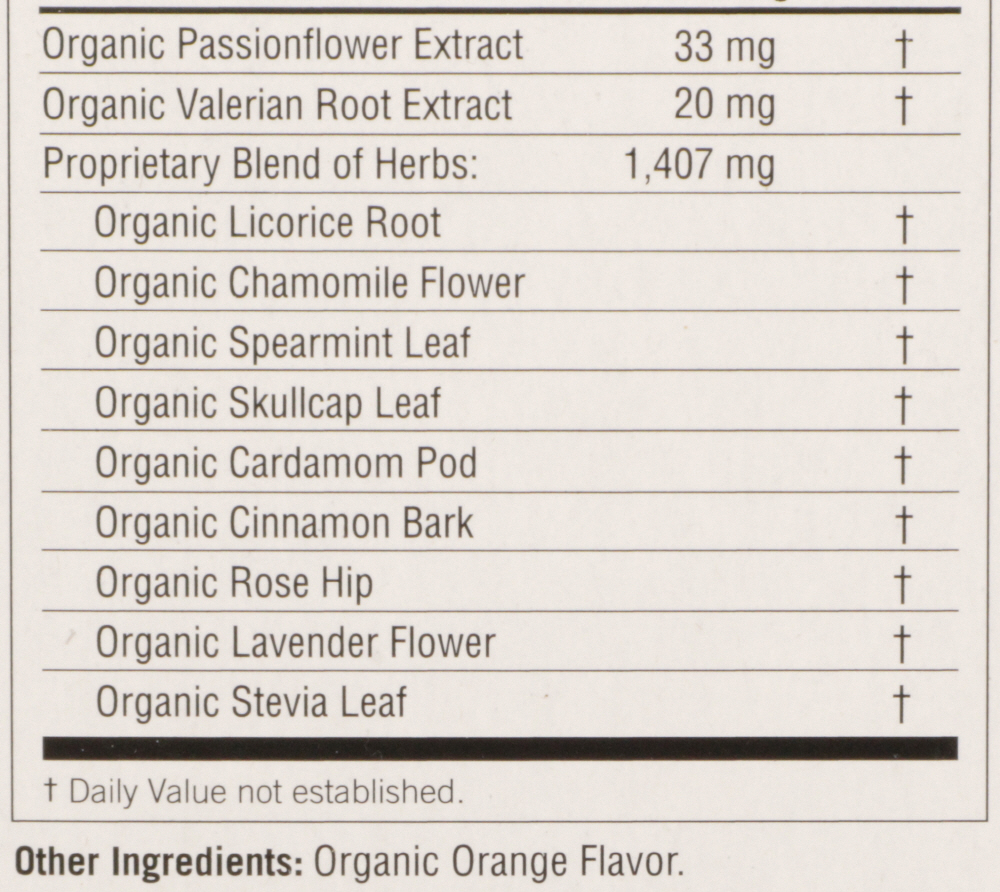 Organic Passionflower Extract 33 mg †
Organic Valerian Root Extract 20 mg †
Proprietary Blend of Herbs: 1,407 mg
Organic Licorice Root †
Organic Chamomile Flower †
Organic Spearmint Leaf †
Organic Skullcap Leaf †
Organic Cardamom Pod †
Organic Cinnamon Bark †
Organic Rose Hip †
Organic Lavender Flower †
Organic Stevia Leaf †
† Daily Value not established.
Other Ingredients: Organic Orange Flavor.